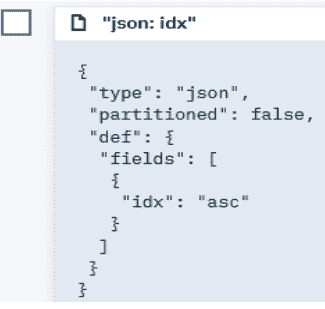 "json: idx"
{
 "type": "json",
 "partitioned": false,
 "def": {
  "fields": [
   {
    "idx": "asc"
   }
  ]
 }
}